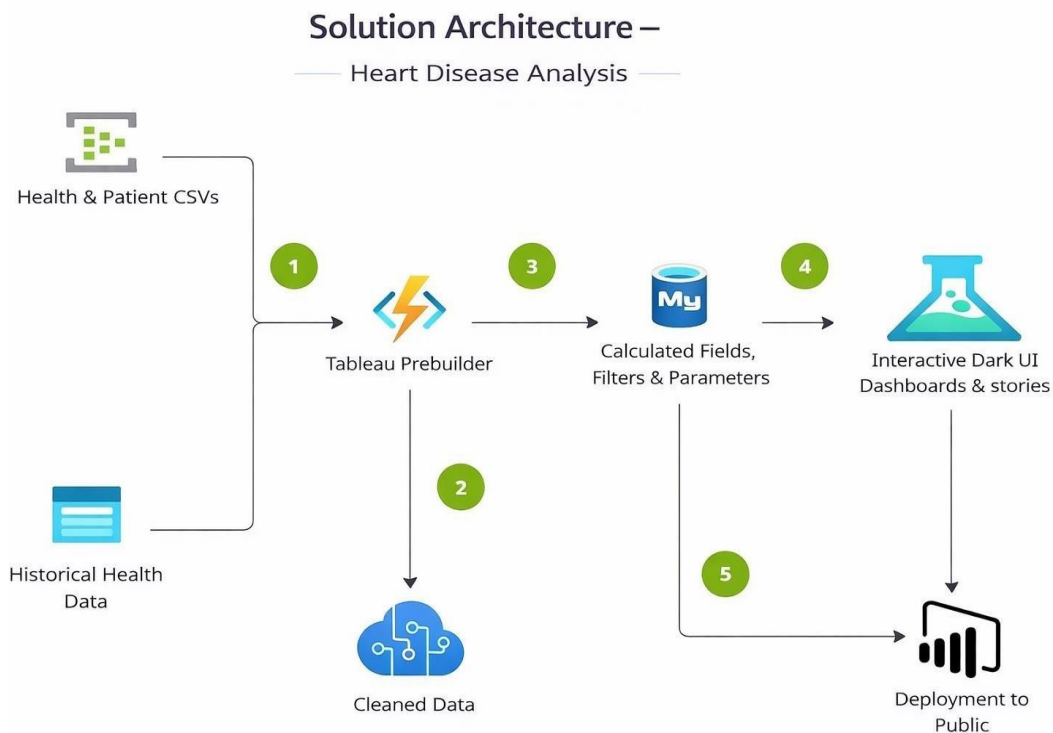 Solution Architecture –
Heart Disease Analysis
Health & Patient CSVs
1
3
4
My
Tableau Prebuilder
Calculated Fields,
Filters & Parameters
Interactive Dark UI
Dashboards & stories
2
Historical Health
Data
5
Cleaned Data
Deployment to
Public